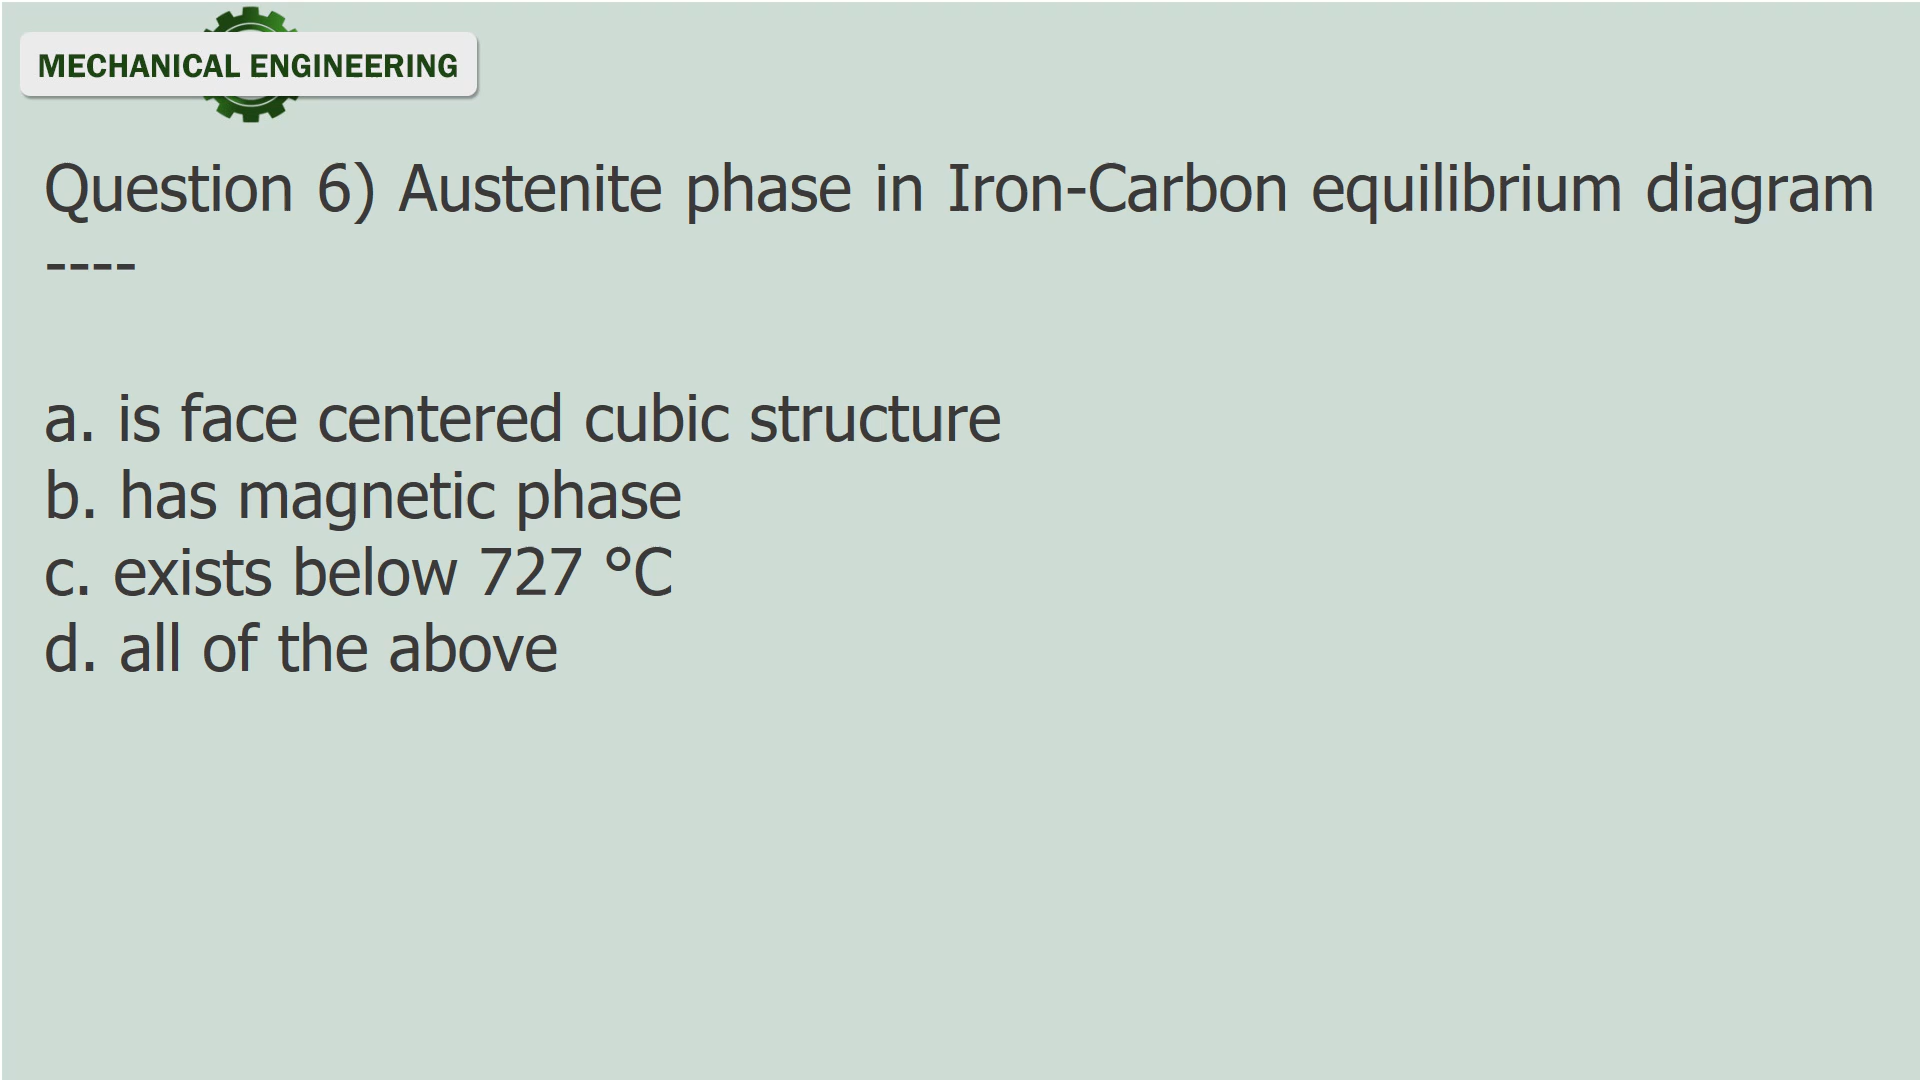 MECHANICAL ENGINEERING
Question 6) Austenite phase in Iron-Carbon equilibrium diagram
----
a. is face centered cubic structure
b. has magnetic phase
c. exists below 727 °C
d. all of the above